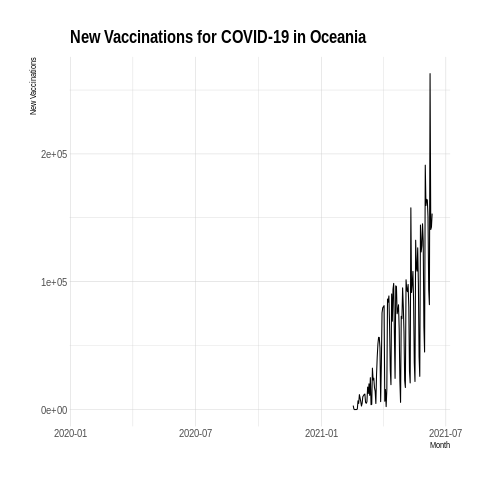 New Vaccinations for COVID-19 in Oceania
New Vaccinations
2e+05
1e+05
0e+00
2020-01 2020-07 2021-01 2021-07
Month